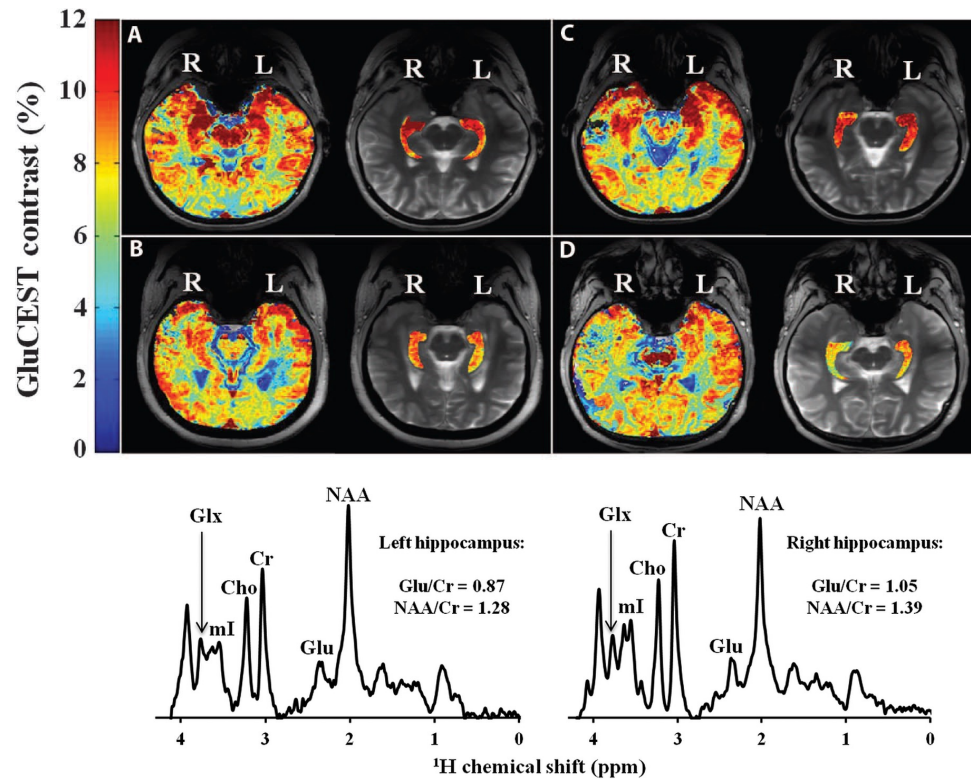 GluCEST contrast (%)
12
10
8
6
4
2
0
A
R L
R L
B
R L
R L
C
R L
R L
D
R L
R L
Glx
mI
Cho
Cr
Glu
NAA
Left hippocampus:
Glu/Cr = 0.87
NAA/Cr = 1.28
4 3 2 1 0
Glx
mI
Cho
Cr
Glu
NAA
Right hippocampus:
Glu/Cr = 1.05
NAA/Cr = 1.39
4 3 2 1 0
¹H chemical shift (ppm)